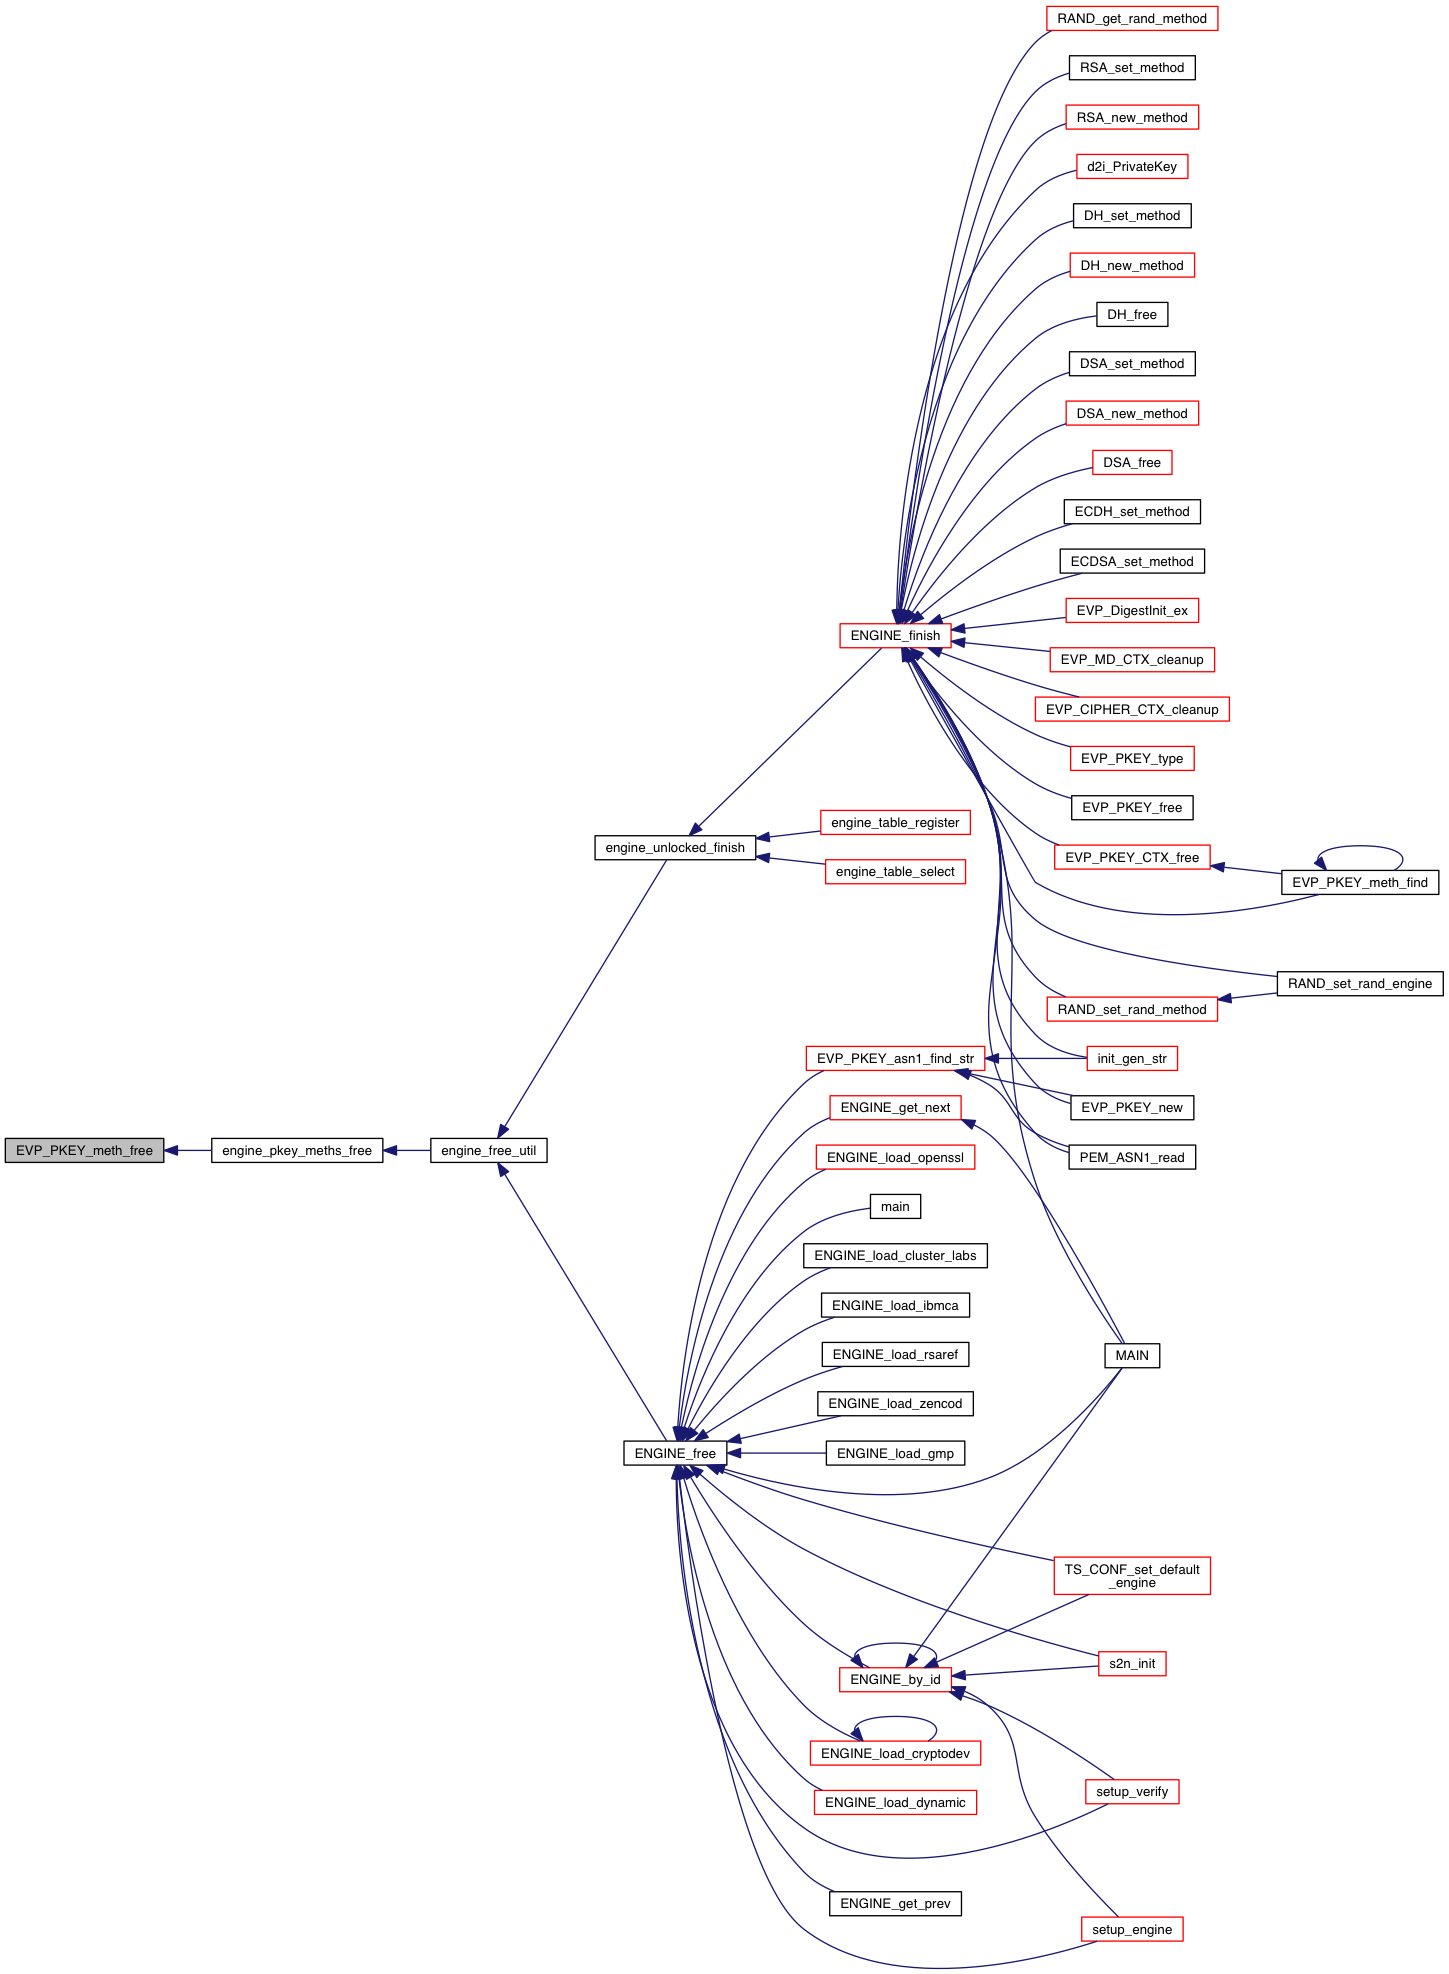 RAND_get_rand_method
RSA_set_method
RSA_new_method
d2i_PrivateKey
DH_set_method
DH_new_method
DH_free
DSA_set_method
DSA_new_method
DSA_free
ECDH_set_method
ECDSA_set_method
EVP_DigestInit_ex
ENGINE_finish
EVP_MD_CTX_cleanup
EVP_CIPHER_CTX_cleanup
EVP_PKEY_type
EVP_PKEY_free
engine_table_register
engine_unlocked_finish
EVP_PKEY_CTX_free
engine_table_select
EVP_PKEY_meth_find
RAND_set_rand_engine
RAND_set_rand_method
EVP_PKEY_asn1_find_str
init_gen_str
ENGINE_get_next
EVP_PKEY_new
EVP_PKEY_meth_free
engine_pkey_meths_free
engine_free_util
ENGINE_load_openssl
PEM_ASN1_read
main
ENGINE_load_cluster_labs
ENGINE_load_ibmca
ENGINE_load_rsaref
MAIN
ENGINE_load_zencod
ENGINE_free
ENGINE_load_gmp
TS_CONF_set_default
_engine
s2n_init
ENGINE_by_id
ENGINE_load_cryptodev
setup_verify
ENGINE_load_dynamic
ENGINE_get_prev
setup_engine